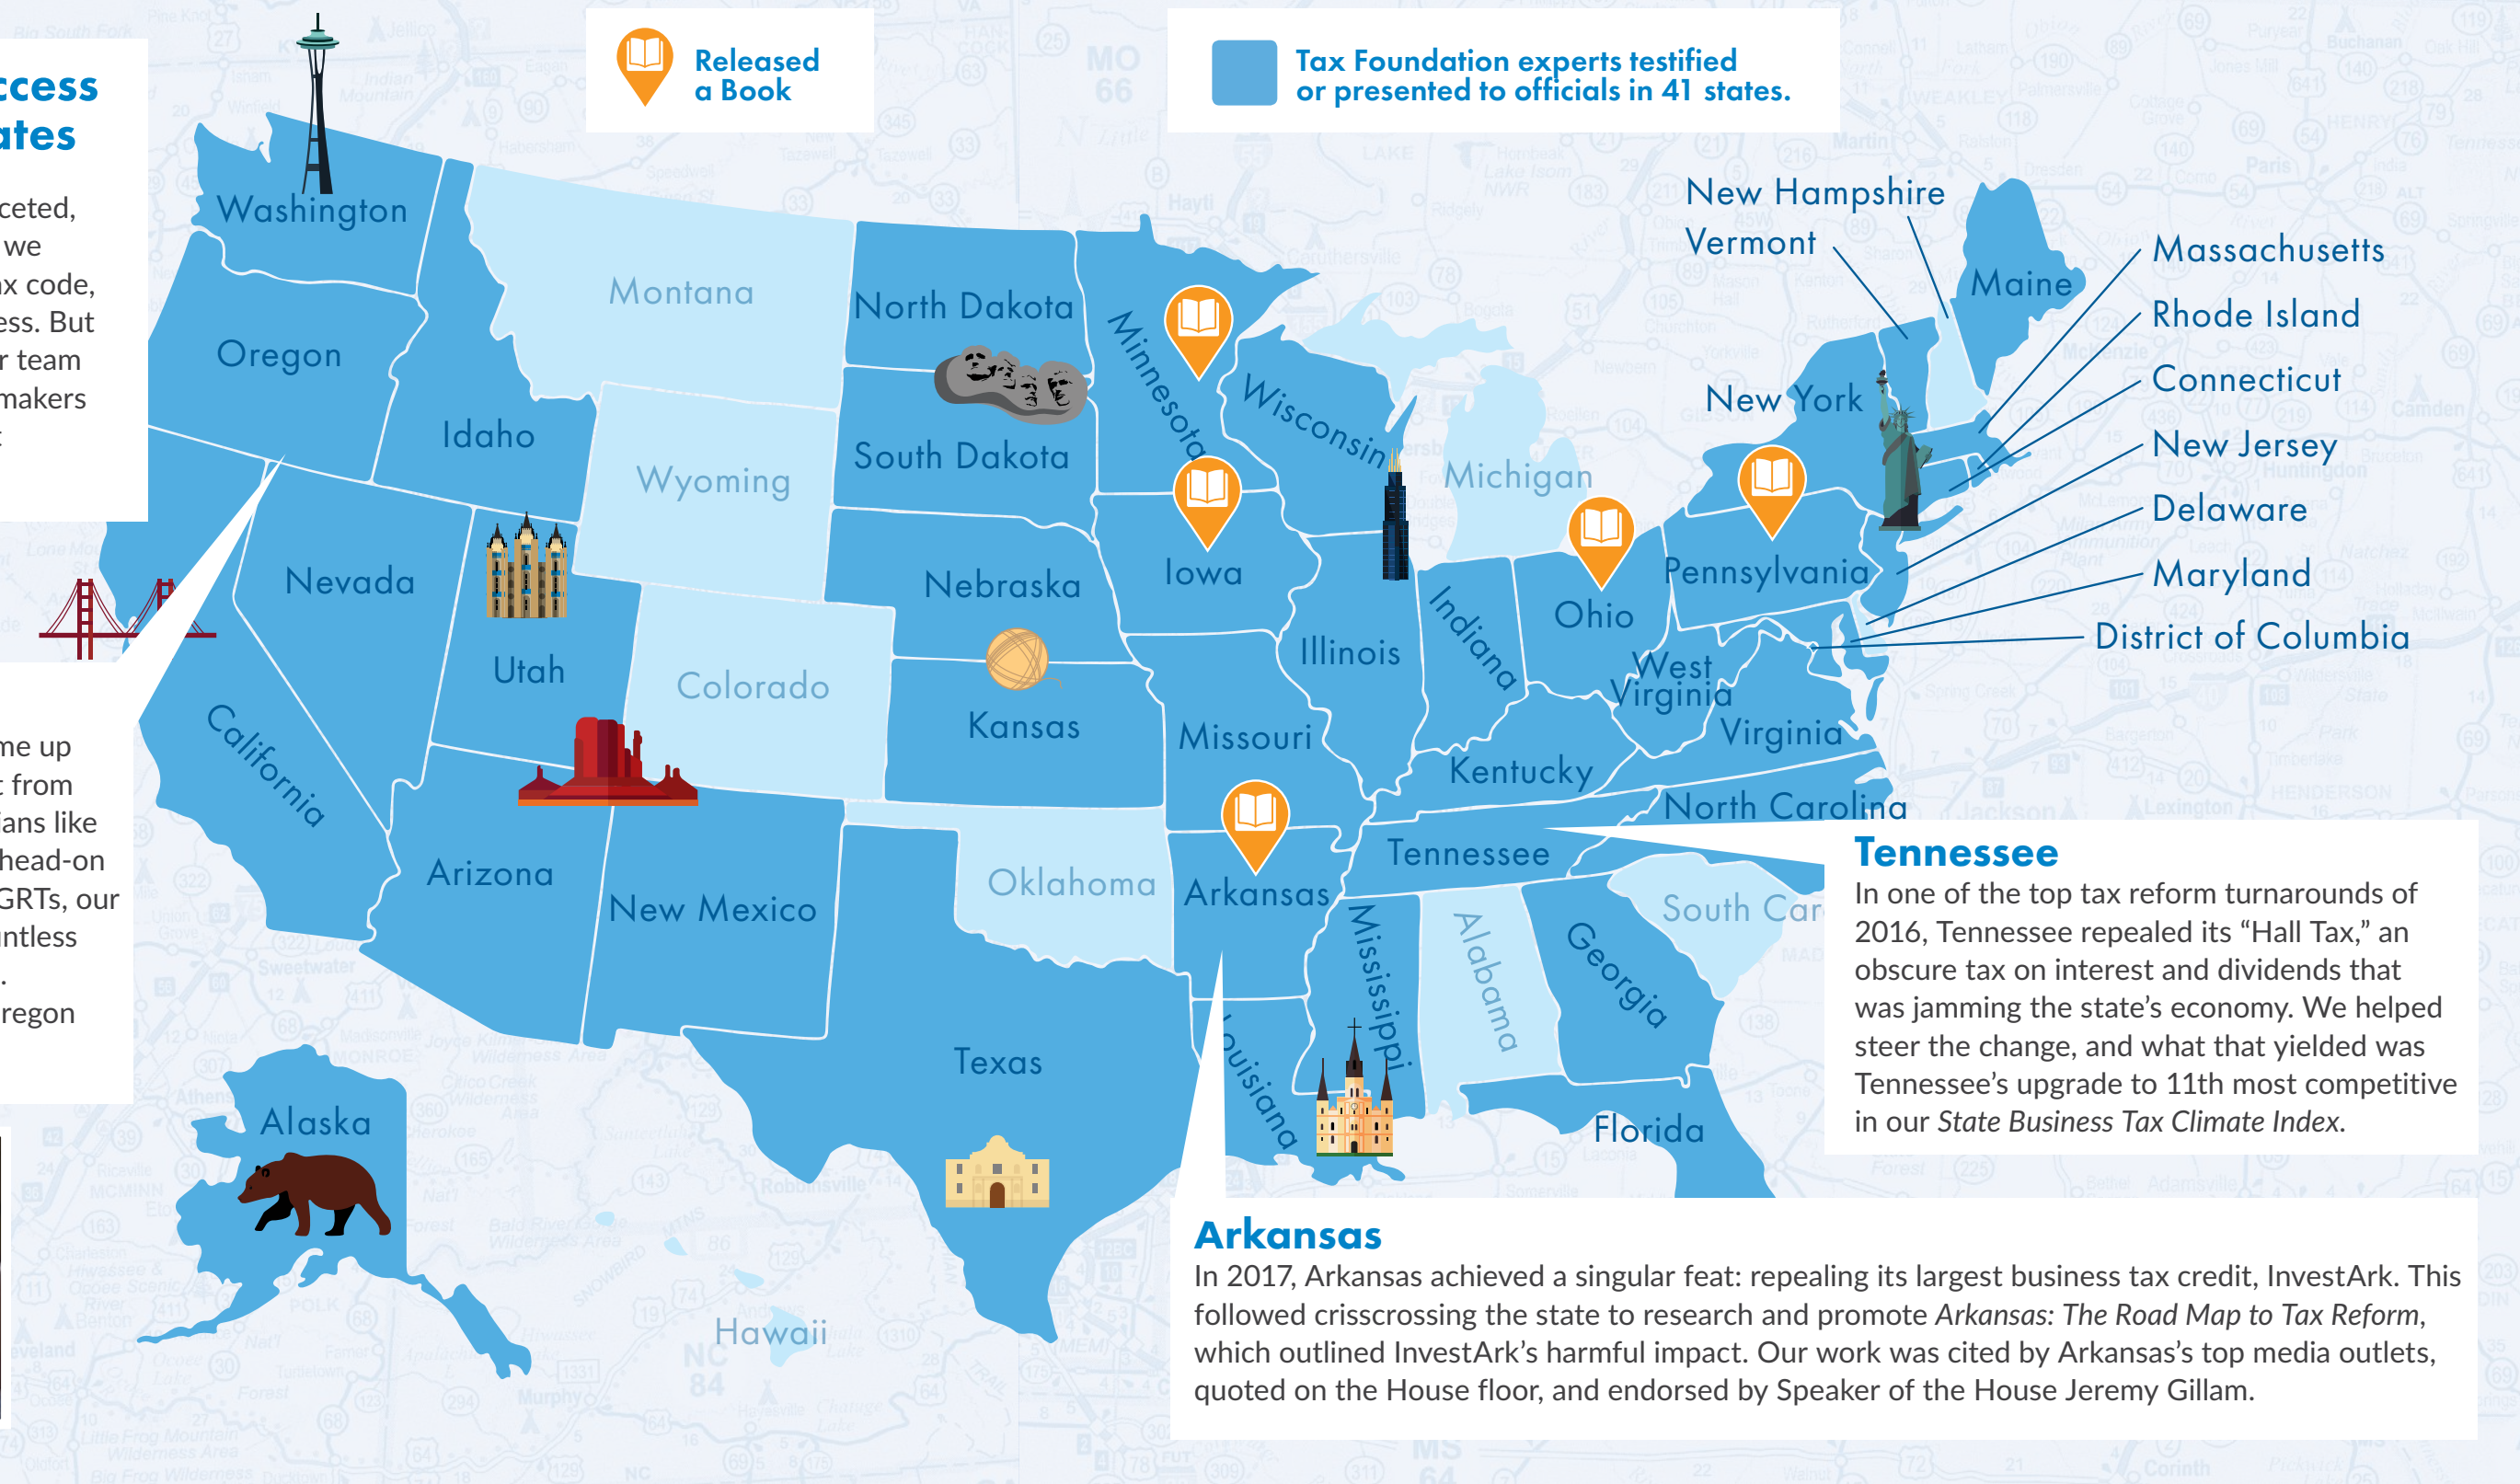 ccess
ates
ceted,
we
ax code,
ess. But
r team
makers
me up
t from
ians like
head-on
GRTs, our
untless
.
regon
Released
a Book
Tax Foundation experts testified
or presented to officials in 41 states.
Washington
Oregon
California
Nevada
Idaho
Montana
Wyoming
Utah
Colorado
Arizona
New Mexico
North Dakota
South Dakota
Nebraska
Kansas
Oklahoma
Texas
Minnesota
Iowa
Missouri
Arkansas
Louisiana
Wisconsin
Illinois
Michigan
Indiana
Ohio
Kentucky
Tennessee
Mississippi
Alabama
Georgia
Florida
South Car
North Carolina
Virginia
West
Virginia
Pennsylvania
New York
Vermont
New Hampshire
Maine
Massachusetts
Rhode Island
Connecticut
New Jersey
Delaware
Maryland
District of Columbia
Alaska
Hawaii
Tennessee
In one of the top tax reform turnarounds of
2016, Tennessee repealed its “Hall Tax,” an
obscure tax on interest and dividends that
was jamming the state’s economy. We helped
steer the change, and what that yielded was
Tennessee’s upgrade to 11th most competitive
in our State Business Tax Climate Index.
Arkansas
In 2017, Arkansas achieved a singular feat: repealing its largest business tax credit, InvestArk. This
followed crisscrossing the state to research and promote Arkansas: The Road Map to Tax Reform,
which outlined InvestArk’s harmful impact. Our work was cited by Arkansas’s top media outlets,
quoted on the House floor, and endorsed by Speaker of the House Jeremy Gillam.